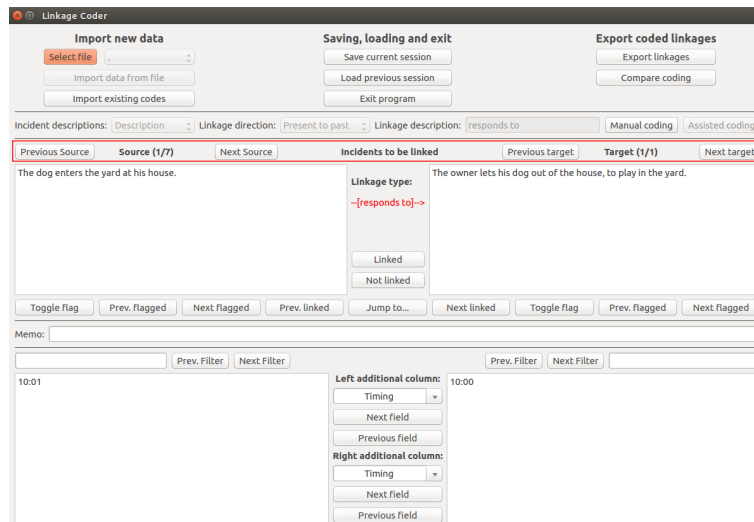 Linkage Coder
Import new data
Saving, loading and exit
Export coded linkages
Select file ,
Save current session
Export linkages
Import data from file
Load previous session
Compare coding
Import existing codes
Exit program
Incident descriptions: Description Linkage direction: Present to past Linkage description: responds to Manual coding Assisted coding
Previous Source Source (1/7) Next Source Incidents to be linked Previous target Target (1/1) Next target
The dog enters the yard at his house.
Linkage type:
--[responds to]-->
Linked
Not linked
The owner lets his dog out of the house, to play in the yard.
Toggle flag Prev. flagged Next flagged Prev. linked Jump to... Next linked Toggle flag Prev. flagged Next flagged
Memo:
Prev. Filter Next Filter Prev. Filter Next Filter
10:01
Left additional column:
Timing
Next field
Previous field
Right additional column:
Timing
Next field
Previous field
10:00